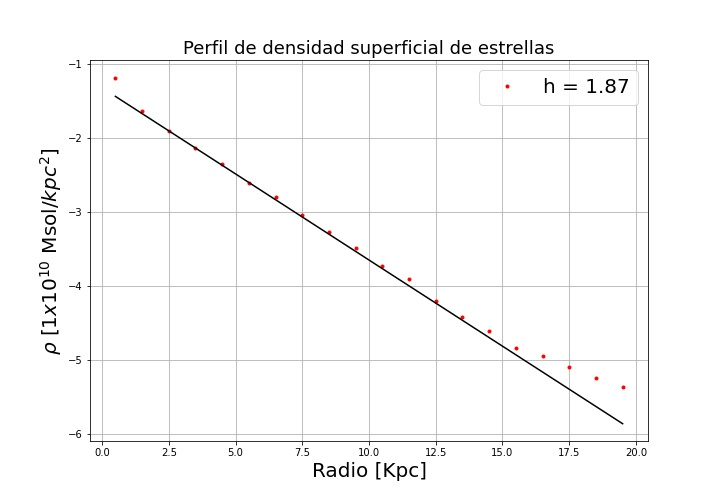 Perfil de densidad superficial de estrellas
h = 1.87
ρ [1x10¹⁰ Msol/kpc²]
−1
−2
−3
−4
−5
−6
0.0 2.5 5.0 7.5 10.0 12.5 15.0 17.5 20.0
Radio [Kpc]